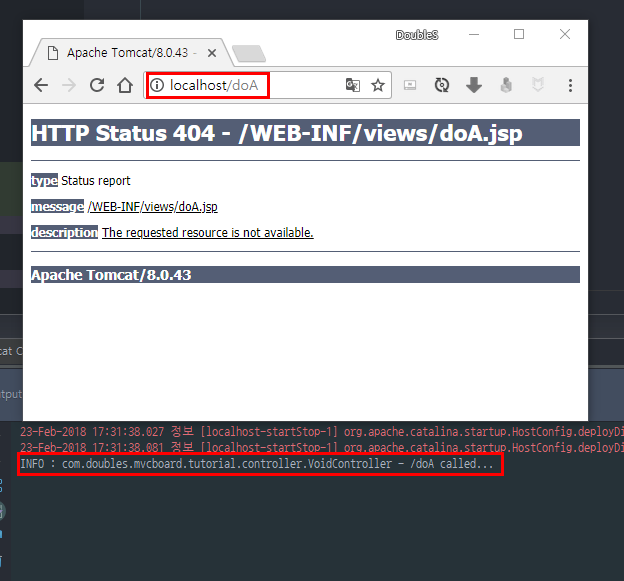 DoubleS
Apache Tomcat/8.0.43 -
localhost/doA
HTTP Status 404 - /WEB-INF/views/doA.jsp
type Status report
message /WEB-INF/views/doA.jsp
description The requested resource is not available.
Apache Tomcat/8.0.43
cat C
utput
23-Feb-2018 17:31:38.027 정보 [localhost-startStop-1] org.apache.catalina.startup.HostConfig.deployDi
23-Feb-2018 17:31:38.081 정보 [localhost-startStop-1] org.apache.catalina.startup.HostConfig.deployDi
INFO : com.doubles.mvcboard.tutorial.controller.VoidController - /doA called...